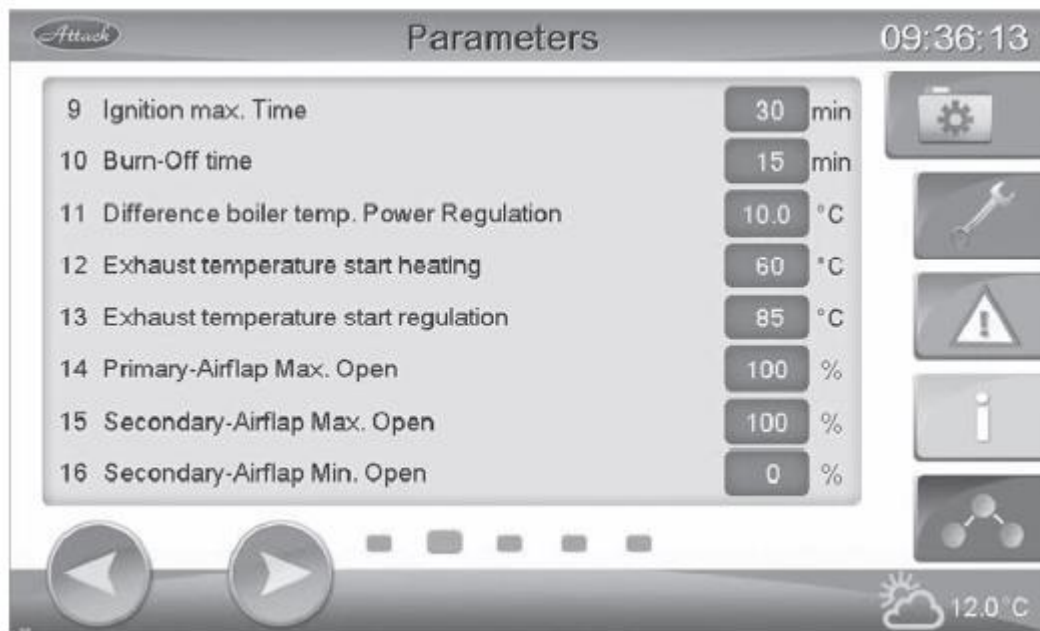 Attack Parameters 09:36:13
9 Ignition max. Time 30 min
10 Burn-Off time 15 min
11 Difference boiler temp. Power Regulation 10.0 °C
12 Exhaust temperature start heating 60 °C
13 Exhaust temperature start regulation 85 °C
14 Primary-Airflap Max. Open 100 %
15 Secondary-Airflap Max. Open 100 %
16 Secondary-Airflap Min. Open 0 %
12.0 °C